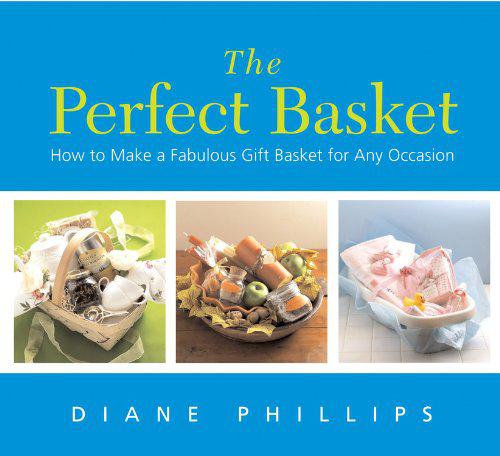 The
Perfect Basket
How to Make a Fabulous Gift Basket for Any Occasion
DIANE PHILLIPS